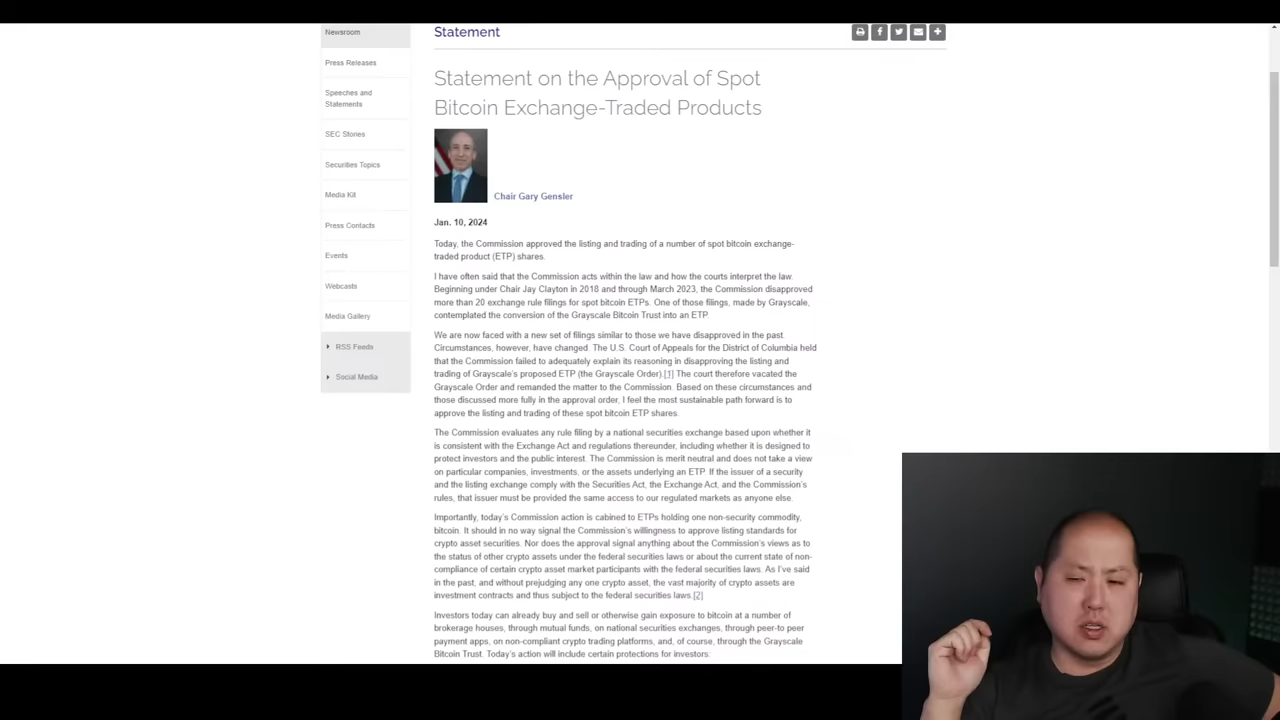 Newsroom
Press Releases
Speeches and
Statements
SEC Stories
Securities Topics
Media Kit
Press Contacts
Events
Webcasts
Media Gallery
RSS Feeds
Social Media
Statement
Statement on the Approval of Spot
Bitcoin Exchange-Traded Products
Chair Gary Gensler
Jan. 10, 2024
Today, the Commission approved the listing and trading of a number of spot bitcoin exchange-
traded product (ETP) shares.
I have often said that the Commission acts within the law and how the courts interpret the law.
Beginning under Chair Jay Clayton in 2018 and through March 2023, the Commission disapproved
more than 20 exchange rule filings for spot bitcoin ETPs. One of those filings, made by Grayscale,
contemplated the conversion of the Grayscale Bitcoin Trust into an ETP.
We are now faced with a new set of filings similar to those we have disapproved in the past.
Circumstances, however, have changed. The U.S. Court of Appeals for the District of Columbia held
that the Commission failed to adequately explain its reasoning in disapproving the listing and
trading of Grayscale's proposed ETP (the Grayscale Order).[1] The court therefore vacated the
Grayscale Order and remanded the matter to the Commission. Based on these circumstances and
those discussed more fully in the approval order, I feel the most sustainable path forward is to
approve the listing and trading of these spot bitcoin ETP shares.
The Commission evaluates any rule filing by a national securities exchange based upon whether it
is consistent with the Exchange Act and regulations thereunder, including whether it is designed to
protect investors and the public interest. The Commission is merit neutral and does not take a view
on particular companies, investments, or the assets underlying an ETP. If the issuer of a security
and the listing exchange comply with the Securities Act, the Exchange Act, and the Commission's
rules, that issuer must be provided the same access to our regulated markets as anyone else.
Importantly, today's Commission action is cabined to ETPs holding one non-security commodity,
bitcoin. It should in no way signal the Commission's willingness to approve listing standards for
crypto asset securities. Nor does the approval signal anything about the Commission's views as to
the status of other crypto assets under the federal securities laws or about the current state of non-
compliance of certain crypto asset market participants with the federal securities laws. As I've said
in the past, and without prejudging any one crypto asset, the vast majority of crypto assets are
investment contracts and thus subject to the federal securities laws.[2]
Investors today can already buy and sell or otherwise gain exposure to bitcoin at a number of
brokerage houses, through mutual funds, on national securities exchanges, through peer-to peer
payment apps, on non-compliant crypto trading platforms, and, of course, through the Grayscale
Bitcoin Trust. Today's action will include certain protections for investors: